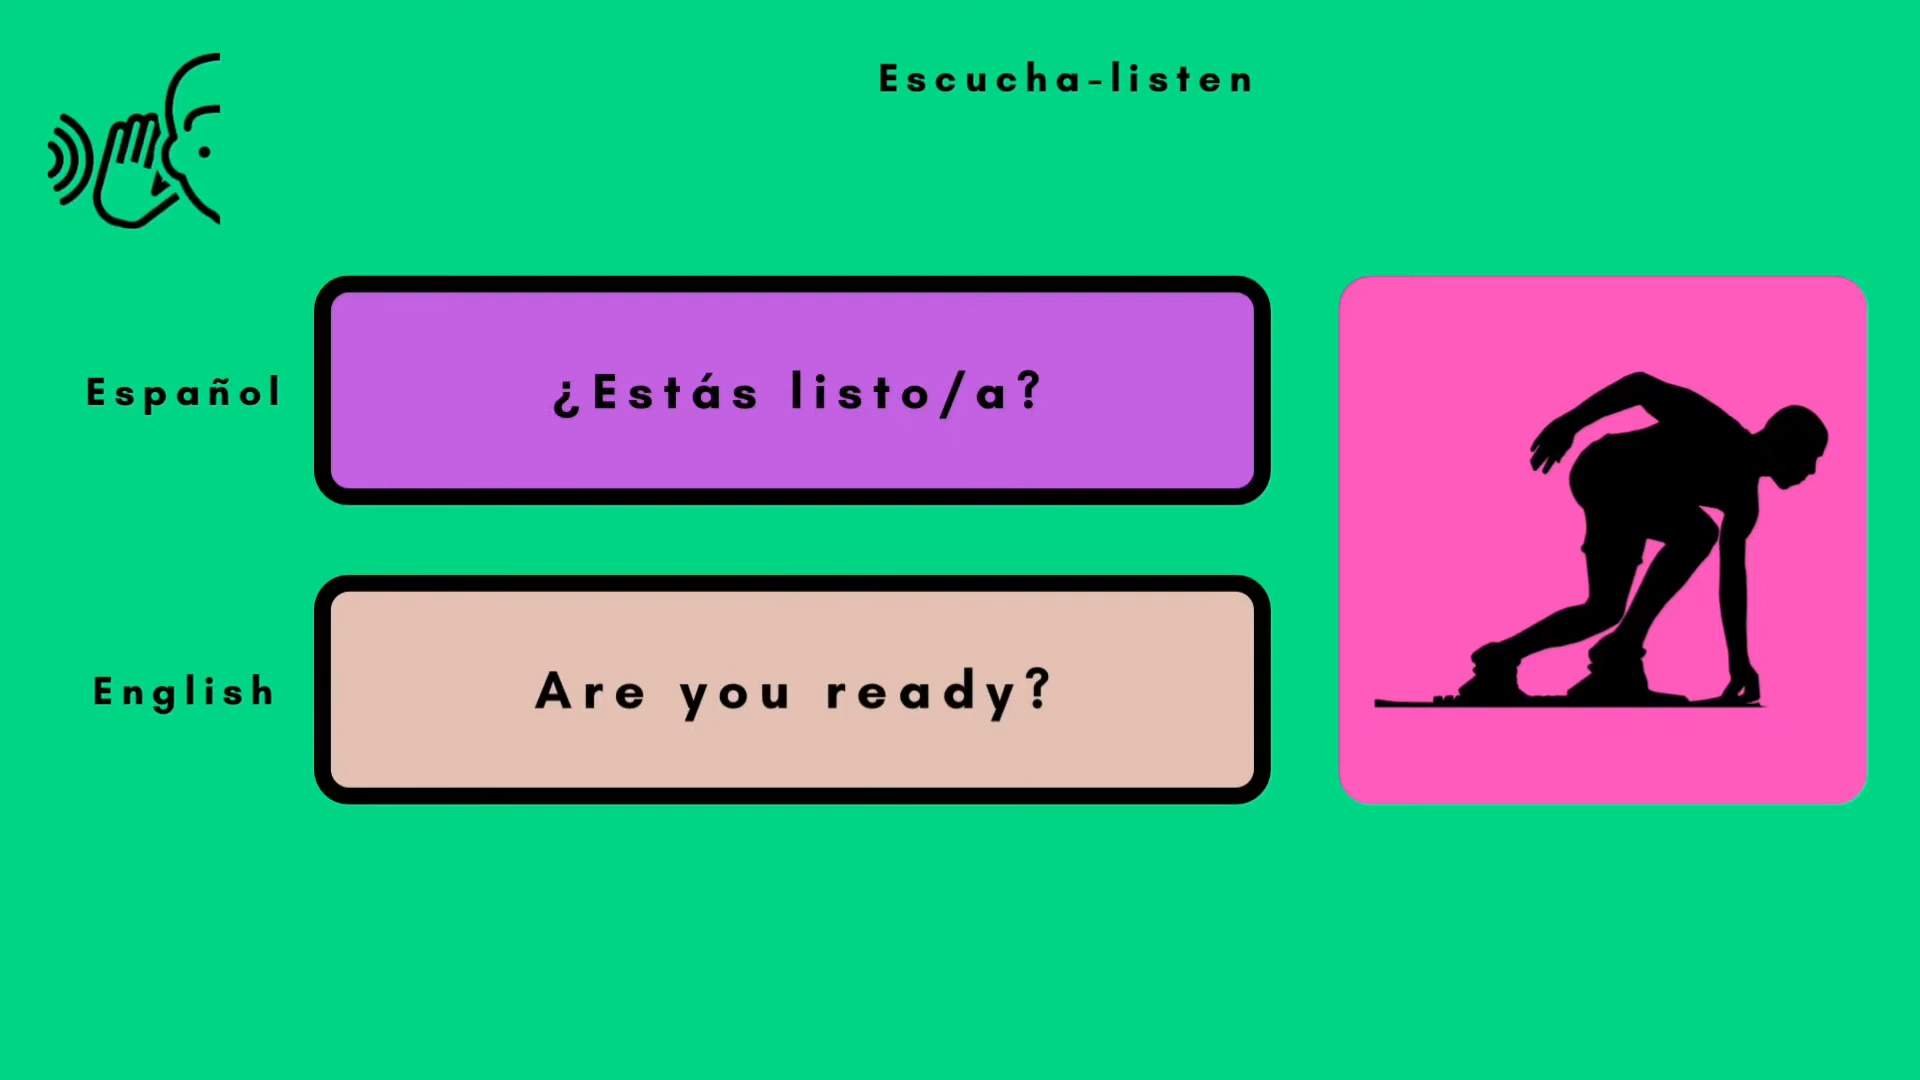 Escucha-listen
Español
¿Estás listo/a?
English
Are you ready?